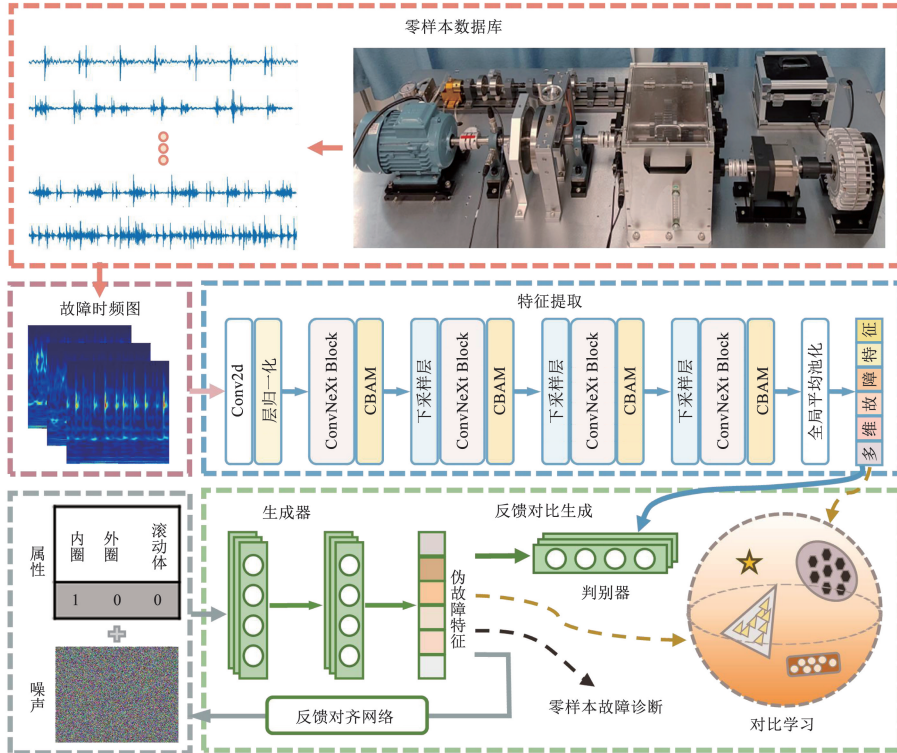 零样本数据库
故障时频图
特征提取
Conv2d
层归一化
ConvNeXt Block
CBAM
下采样层
ConvNeXt Block
CBAM
下采样层
ConvNeXt Block
CBAM
下采样层
ConvNeXt Block
CBAM
全局平均池化
多维故障特征
属性
内圈
外圈
滚动体
1 0 0
噪声
生成器
反馈对比生成
伪故障特征
判别器
反馈对齐网络
零样本故障诊断
对比学习